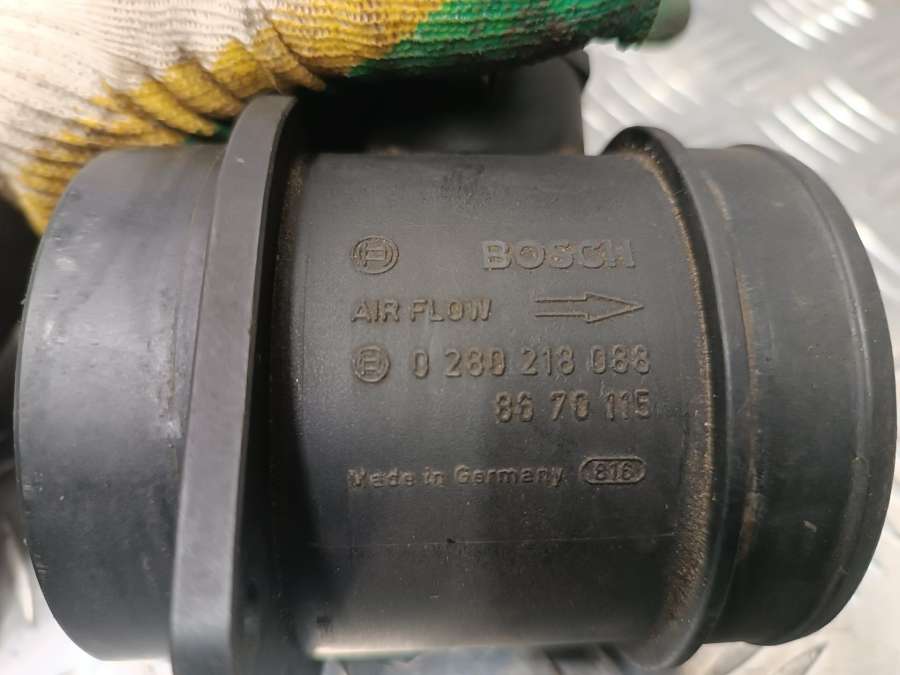 BOSCH
AIR FLOW
0 280 218 088
86 70 115
Made in Germany 816